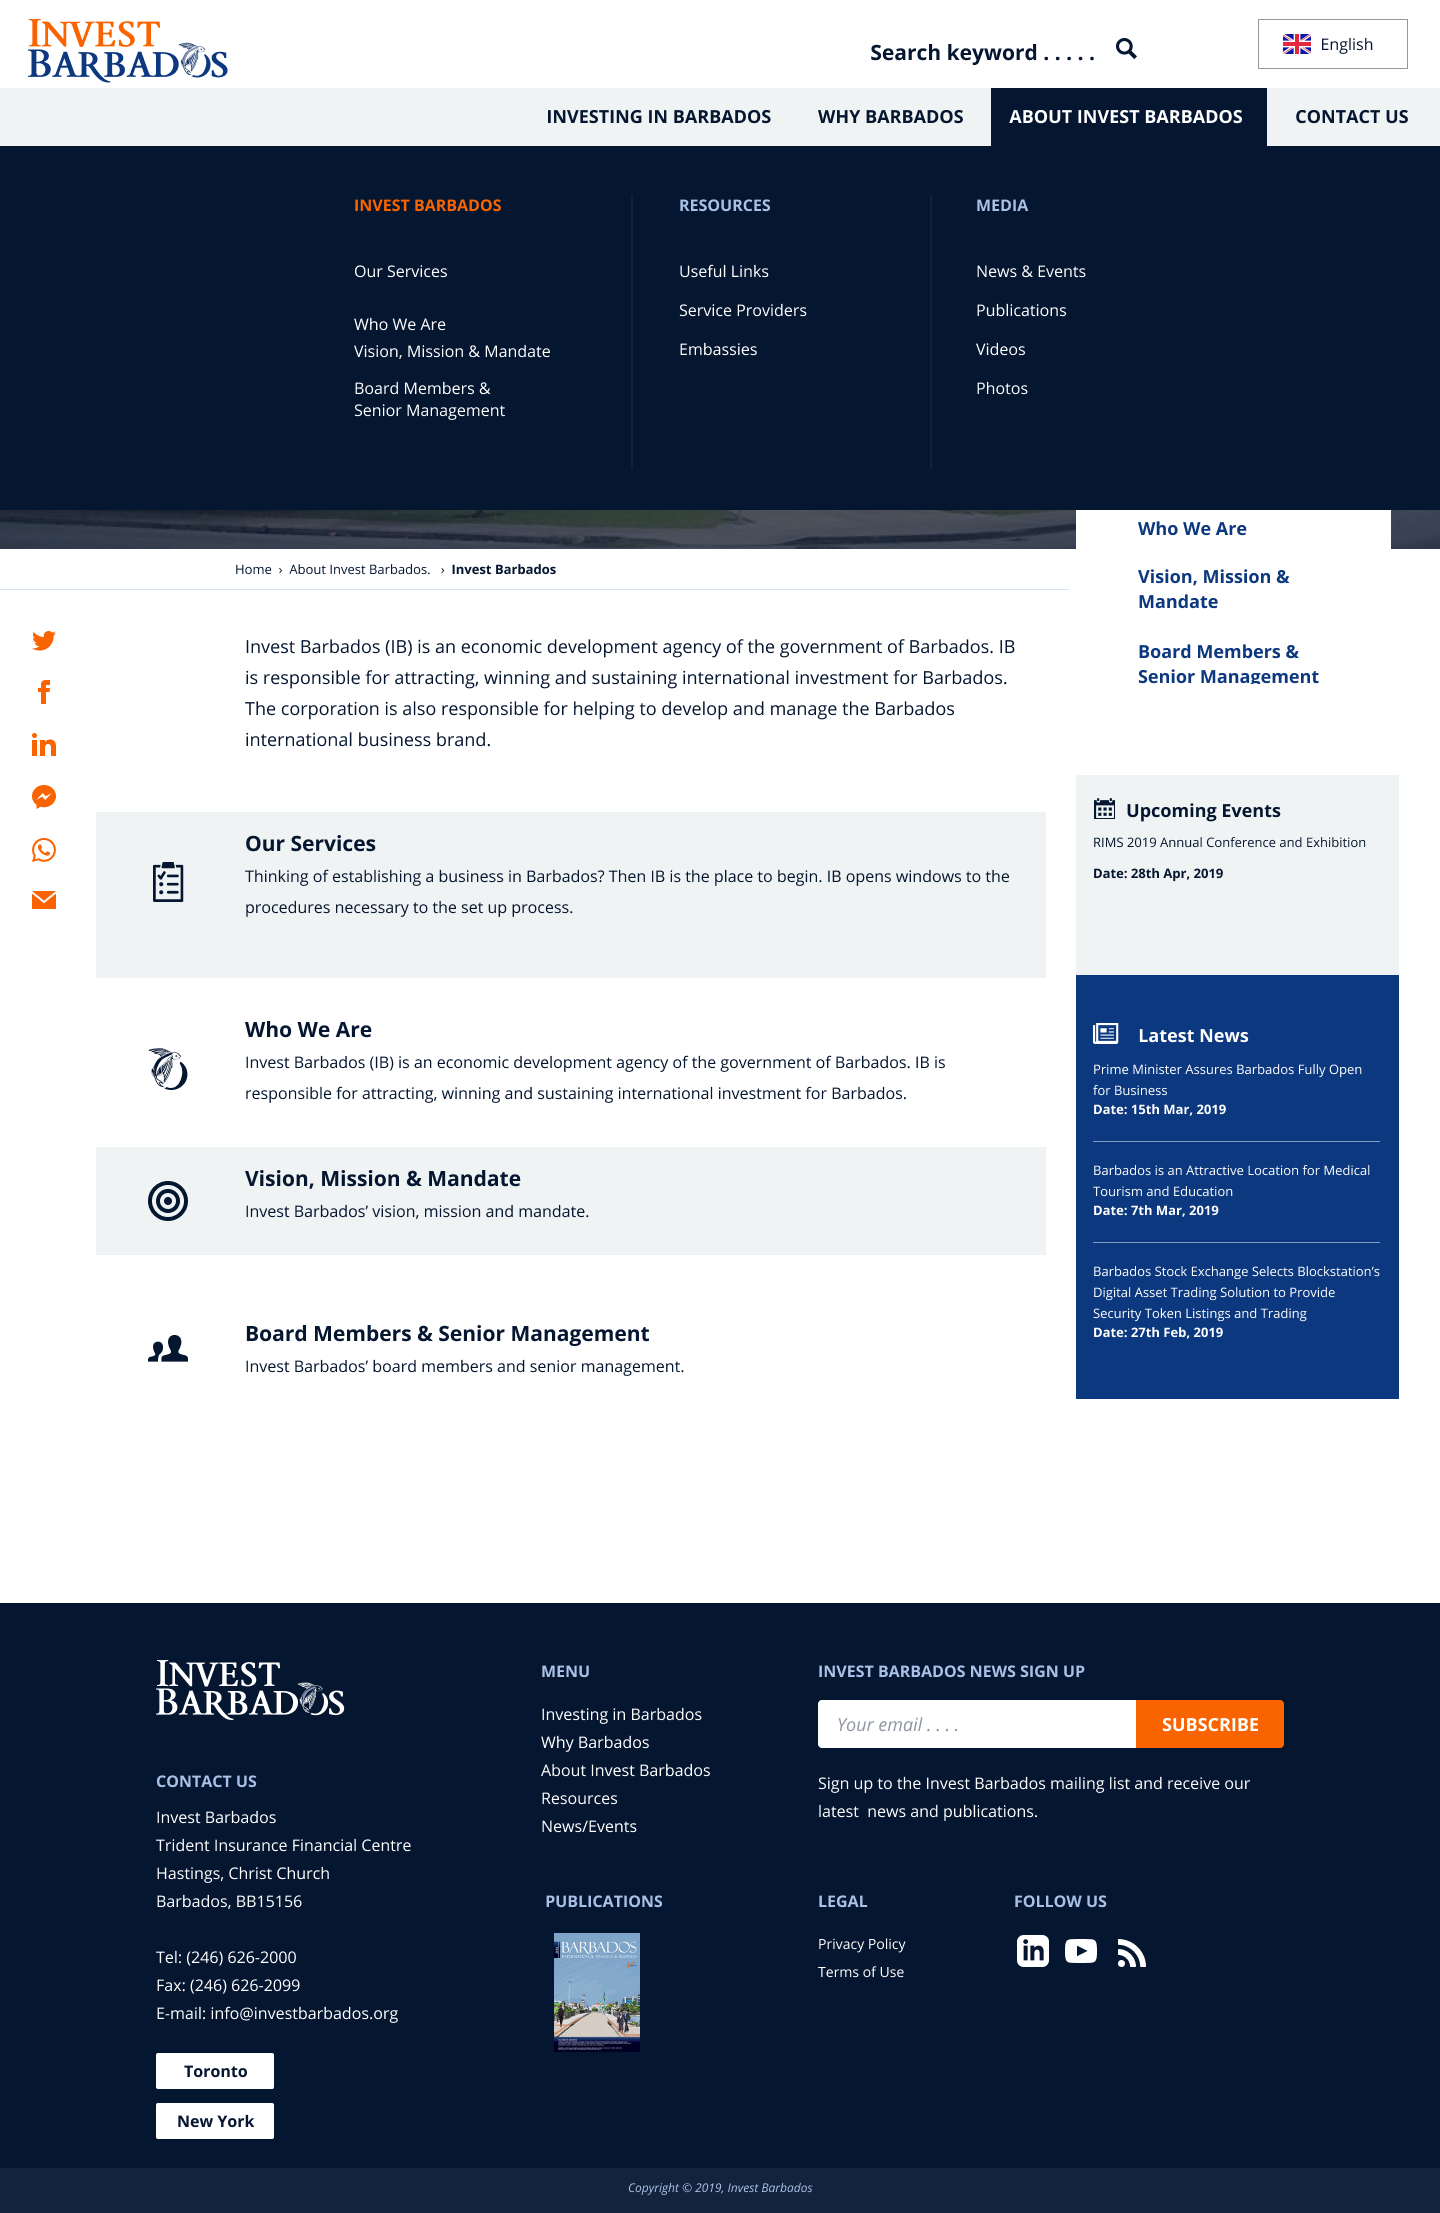 INVEST
BARBADOS
Search keyword . . . . .
English
INVESTING IN BARBADOS
WHY BARBADOS
ABOUT INVEST BARBADOS
CONTACT US
INVEST BARBADOS
Our Services
Who We Are
Vision, Mission & Mandate
Board Members &
Senior Management
RESOURCES
Useful Links
Service Providers
Embassies
MEDIA
News & Events
Publications
Videos
Photos
Who We Are
Vision, Mission &
Mandate
Board Members &
Senior Management
Home › About Invest Barbados. › Invest Barbados
Invest Barbados (IB) is an economic development agency of the government of Barbados. IB
is responsible for attracting, winning and sustaining international investment for Barbados.
The corporation is also responsible for helping to develop and manage the Barbados
international business brand.
Our Services
Thinking of establishing a business in Barbados? Then IB is the place to begin. IB opens windows to the
procedures necessary to the set up process.
Who We Are
Invest Barbados (IB) is an economic development agency of the government of Barbados. IB is
responsible for attracting, winning and sustaining international investment for Barbados.
Vision, Mission & Mandate
Invest Barbados’ vision, mission and mandate.
Board Members & Senior Management
Invest Barbados’ board members and senior management.
Upcoming Events
RIMS 2019 Annual Conference and Exhibition
Date: 28th Apr, 2019
Latest News
Prime Minister Assures Barbados Fully Open
for Business
Date: 15th Mar, 2019
Barbados is an Attractive Location for Medical
Tourism and Education
Date: 7th Mar, 2019
Barbados Stock Exchange Selects Blockstation’s
Digital Asset Trading Solution to Provide
Security Token Listings and Trading
Date: 27th Feb, 2019
INVEST
BARBADOS
CONTACT US
Invest Barbados
Trident Insurance Financial Centre
Hastings, Christ Church
Barbados, BB15156
Tel: (246) 626-2000
Fax: (246) 626-2099
E-mail: info@investbarbados.org
Toronto
New York
MENU
Investing in Barbados
Why Barbados
About Invest Barbados
Resources
News/Events
INVEST BARBADOS NEWS SIGN UP
Your email . . . .
SUBSCRIBE
Sign up to the Invest Barbados mailing list and receive our
latest  news and publications.
PUBLICATIONS
BARBADOS
LEGAL
Privacy Policy
Terms of Use
FOLLOW US
Copyright © 2019, Invest Barbados